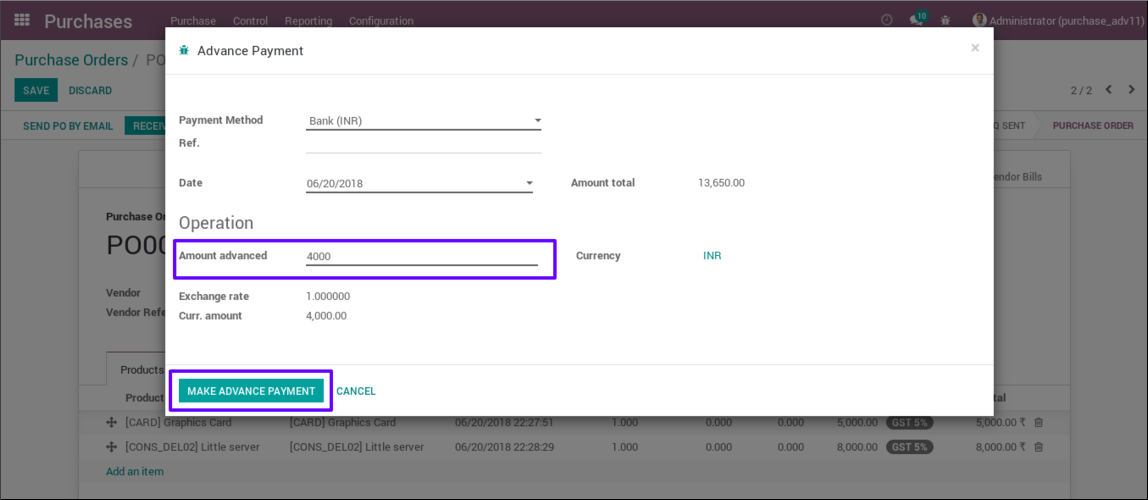 Purchases Purchase Control Reporting Configuration 10 Administrator (purchase_adv11)
Purchase Orders / PO
Advance Payment ×
SAVE DISCARD 2 / 2
SEND PO BY EMAIL RECEIV Q SENT PURCHASE ORDER
Payment Method Bank (INR)
Ref.
Date 06/20/2018 Amount total 13,650.00
endor Bills
Purchase Or
PO00
Operation
Amount advanced 4000 Currency INR
Vendor
Vendor Refe
Exchange rate 1.000000
Curr. amount 4,000.00
Products
MAKE ADVANCE PAYMENT CANCEL
Product tal
[CARD] Graphics Card [CARD] Graphics Card 06/20/2018 22:27:51 1.000 0.000 0.000 5,000.00 GST 5% 5,000.00 ₹
[CONS_DEL02] Little server [CONS_DEL02] Little server 06/20/2018 22:28:29 1.000 0.000 0.000 8,000.00 GST 5% 8,000.00 ₹
Add an item